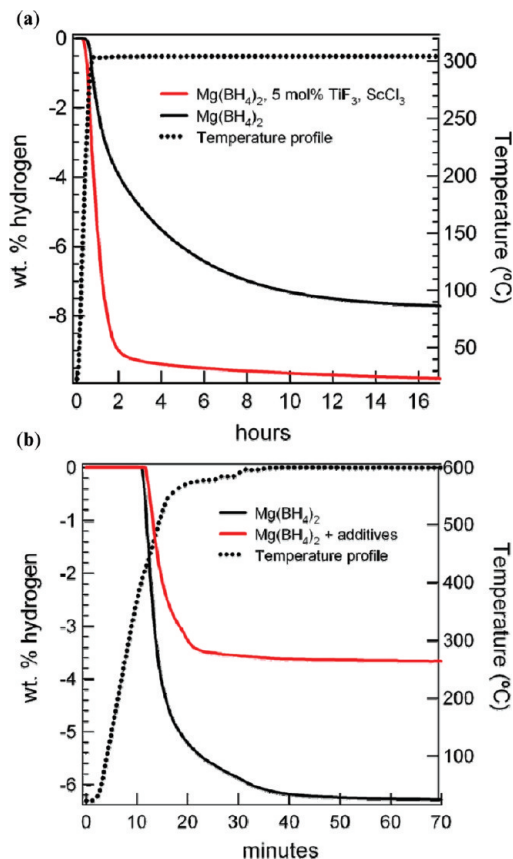 (a)
0
-2
-4
-6
-8
wt. % hydrogen
Mg(BH4)2, 5 mol% TiF3, ScCl3
Mg(BH4)2
Temperature profile
300
250
200
150
100
50
Temperature (ºC)
0 2 4 6 8 10 12 14 16
hours
(b)
0
-1
-2
-3
-4
-5
-6
wt. % hydrogen
Mg(BH4)2
Mg(BH4)2 + additives
Temperature profile
600
500
400
300
200
100
Temperature (ºC)
0 10 20 30 40 50 60 70
minutes